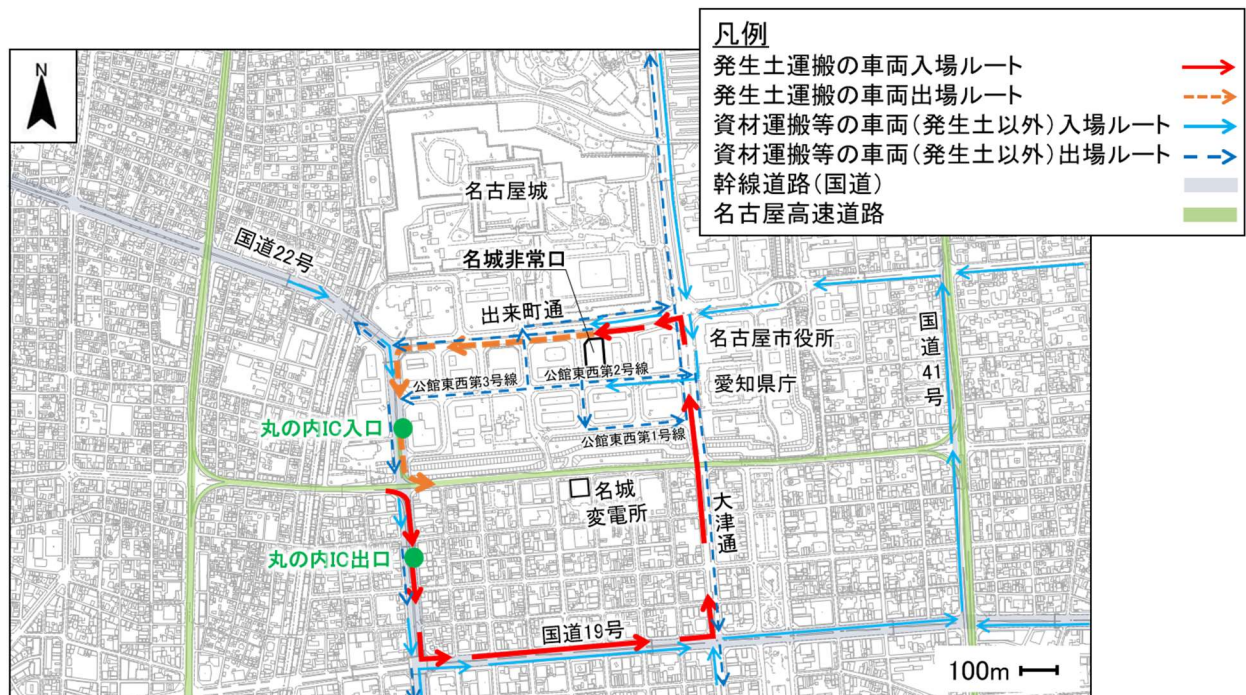 凡例
発生土運搬の車両入場ルート
発生土運搬の車両出場ルート
資材運搬等の車両(発生土以外)入場ルート
資材運搬等の車両(発生土以外)出場ルート
幹線道路(国道)
名古屋高速道路
N
名古屋城
国道22号
名城非常口
出来町通
名古屋市役所
国道41号
公館東西第3号線
公館東西第2号線
愛知県庁
丸の内IC入口
公館東西第1号線
名城
変電所
大津通
丸の内IC出口
国道19号
100m